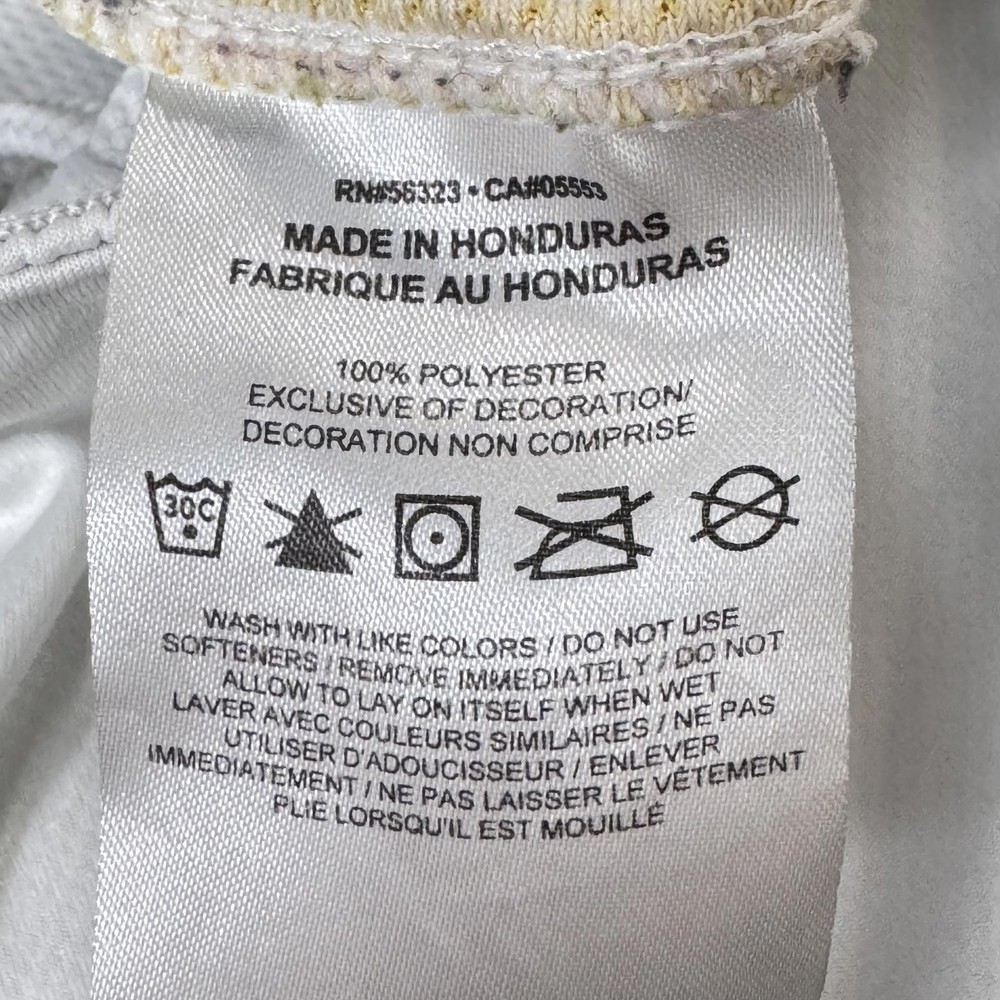 RN#56323 • CA#05553
MADE IN HONDURAS
FABRIQUE AU HONDURAS
100% POLYESTER
EXCLUSIVE OF DECORATION/
DECORATION NON COMPRISE
30C
WASH WITH LIKE COLORS / DO NOT USE
SOFTENERS / REMOVE IMMEDIATELY / DO NOT
ALLOW TO LAY ON ITSELF WHEN WET
LAVER AVEC COULEURS SIMILAIRES / NE PAS
UTILISER D'ADOUCISSEUR / ENLEVER
IMMEDIATEMENT / NE PAS LAISSER LE VÊTEMENT
PLIE LORSQU'IL EST MOUILLÉ